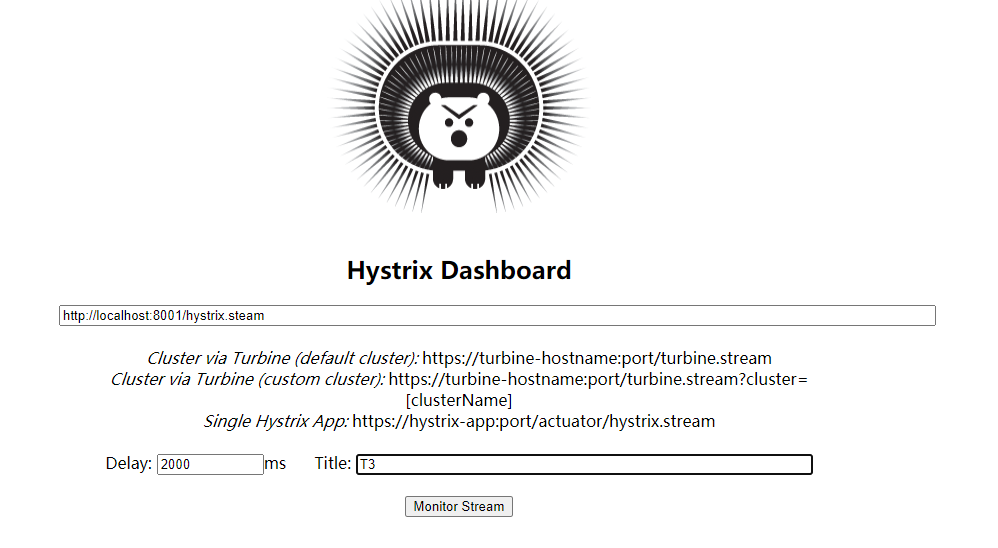 Hystrix Dashboard
http://localhost:8001/hystrix.steam
Cluster via Turbine (default cluster): https://turbine-hostname:port/turbine.stream
Cluster via Turbine (custom cluster): https://turbine-hostname:port/turbine.stream?cluster=
[clusterName]
Single Hystrix App: https://hystrix-app:port/actuator/hystrix.stream
Delay: 2000 ms Title: T3
Monitor Stream